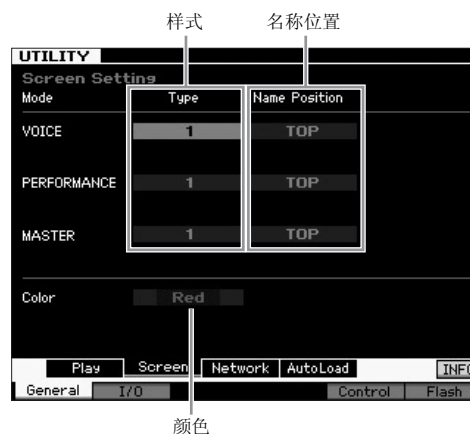 样式 名称位置
UTILITY
Screen Setting
Mode Type Name Position
VOICE 1 TOP
PERFORMANCE 1 TOP
MASTER 1 TOP
Color Red
Play Screen Network AutoLoad INFO
General I/O Control Flash
颜色